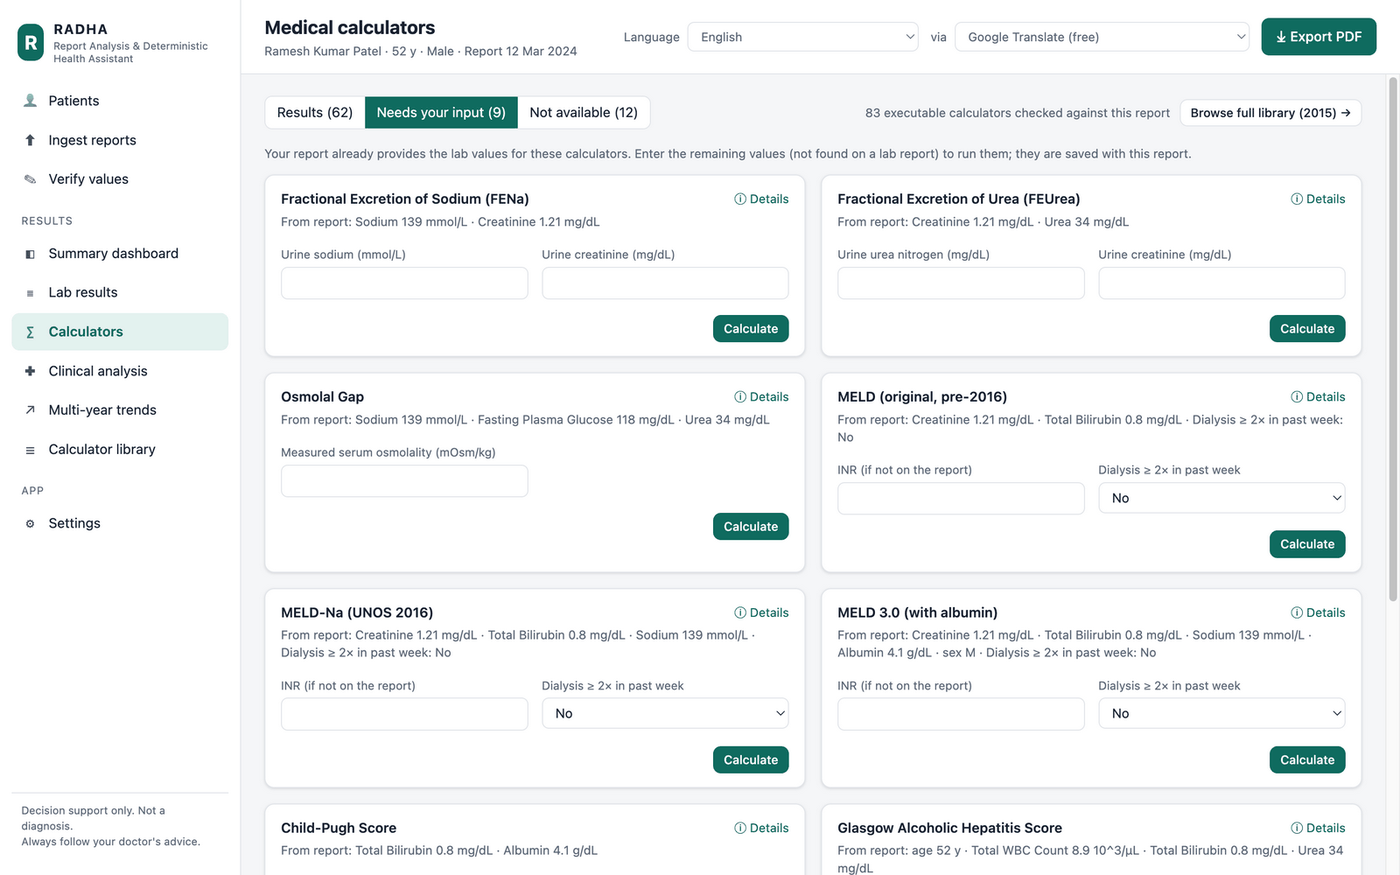 R
RADHA
Report Analysis & Deterministic
Health Assistant
Patients
Ingest reports
Verify values
RESULTS
Summary dashboard
Lab results
Σ Calculators
Clinical analysis
Multi-year trends
Calculator library
APP
Settings
Decision support only. Not a
diagnosis.
Always follow your doctor's advice.
Medical calculators
Ramesh Kumar Patel · 52 y · Male · Report 12 Mar 2024
Language English via Google Translate (free) Export PDF
Results (62) Needs your input (9) Not available (12)
83 executable calculators checked against this report Browse full library (2015) →
Your report already provides the lab values for these calculators. Enter the remaining values (not found on a lab report) to run them; they are saved with this report.
Fractional Excretion of Sodium (FENa) ⓘ Details
From report: Sodium 139 mmol/L · Creatinine 1.21 mg/dL
Urine sodium (mmol/L) Urine creatinine (mg/dL)
Calculate
Fractional Excretion of Urea (FEUrea) ⓘ Details
From report: Creatinine 1.21 mg/dL · Urea 34 mg/dL
Urine urea nitrogen (mg/dL) Urine creatinine (mg/dL)
Calculate
Osmolal Gap ⓘ Details
From report: Sodium 139 mmol/L · Fasting Plasma Glucose 118 mg/dL · Urea 34 mg/dL
Measured serum osmolality (mOsm/kg)
Calculate
MELD (original, pre-2016) ⓘ Details
From report: Creatinine 1.21 mg/dL · Total Bilirubin 0.8 mg/dL · Dialysis ≥ 2× in past week:
No
INR (if not on the report) Dialysis ≥ 2× in past week
No
Calculate
MELD-Na (UNOS 2016) ⓘ Details
From report: Creatinine 1.21 mg/dL · Total Bilirubin 0.8 mg/dL · Sodium 139 mmol/L ·
Dialysis ≥ 2× in past week: No
INR (if not on the report) Dialysis ≥ 2× in past week
No
Calculate
MELD 3.0 (with albumin) ⓘ Details
From report: Creatinine 1.21 mg/dL · Total Bilirubin 0.8 mg/dL · Sodium 139 mmol/L ·
Albumin 4.1 g/dL · sex M · Dialysis ≥ 2× in past week: No
INR (if not on the report) Dialysis ≥ 2× in past week
No
Calculate
Child-Pugh Score ⓘ Details
From report: Total Bilirubin 0.8 mg/dL · Albumin 4.1 g/dL
Glasgow Alcoholic Hepatitis Score ⓘ Details
From report: age 52 y · Total WBC Count 8.9 10^3/µL · Total Bilirubin 0.8 mg/dL · Urea 34
mg/dL